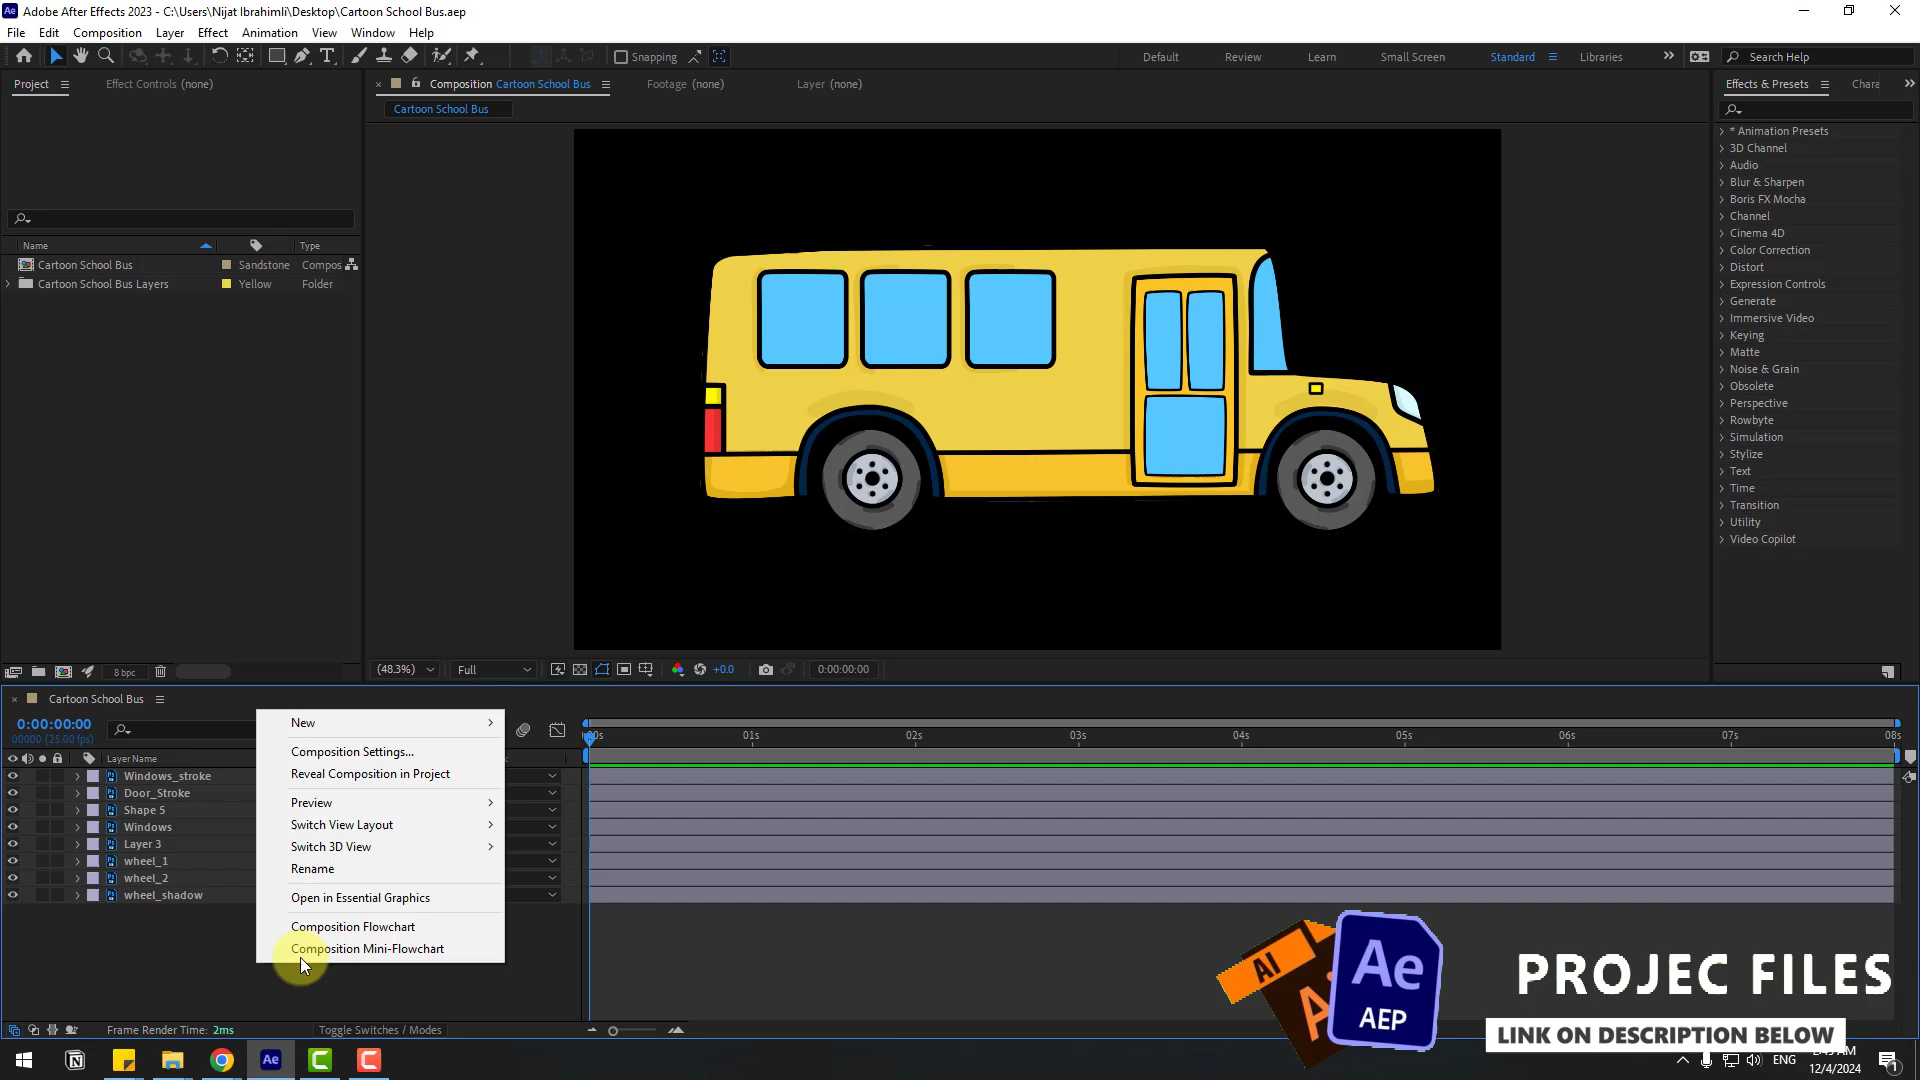 Adobe After Effects 2023 - C:\Users\Nijat Ibrahimli\Desktop\Cartoon School Bus.aep
File Edit Composition Layer Effect Animation View Window Help
Snapping
Default Review Learn Small Screen Standard Libraries
Search Help
Project
Effect Controls (none)
Composition Cartoon School Bus
Footage (none)
Layer (none)
Effects & Presets
Chara
Cartoon School Bus
* Animation Presets
3D Channel
Audio
Blur & Sharpen
Boris FX Mocha
Channel
Cinema 4D
Color Correction
Distort
Expression Controls
Generate
Immersive Video
Keying
Matte
Noise & Grain
Obsolete
Perspective
Rowbyte
Simulation
Stylize
Text
Time
Transition
Utility
Video Copilot
Name Type
Cartoon School Bus Sandstone Compos
Cartoon School Bus Layers Yellow Folder
8 bpc
(48.3%) Full +0.0 0:00:00:00
Cartoon School Bus
0:00:00:00
00000 (25.00 fps)
Layer Name
Windows_stroke
Door_Stroke
Shape 5
Windows
Layer 3
wheel_1
wheel_2
wheel_shadow
New
Composition Settings...
Reveal Composition in Project
Preview
Switch View Layout
Switch 3D View
Rename
Open in Essential Graphics
Composition Flowchart
Composition Mini-Flowchart
01s 02s 03s 04s 05s 06s 07s 08s
Frame Render Time: 2ms
Toggle Switches / Modes
AI
Ae
AEP
PROJEC FILES
LINK ON DESCRIPTION BELOW
Ae
ENG
12/4/2024
1